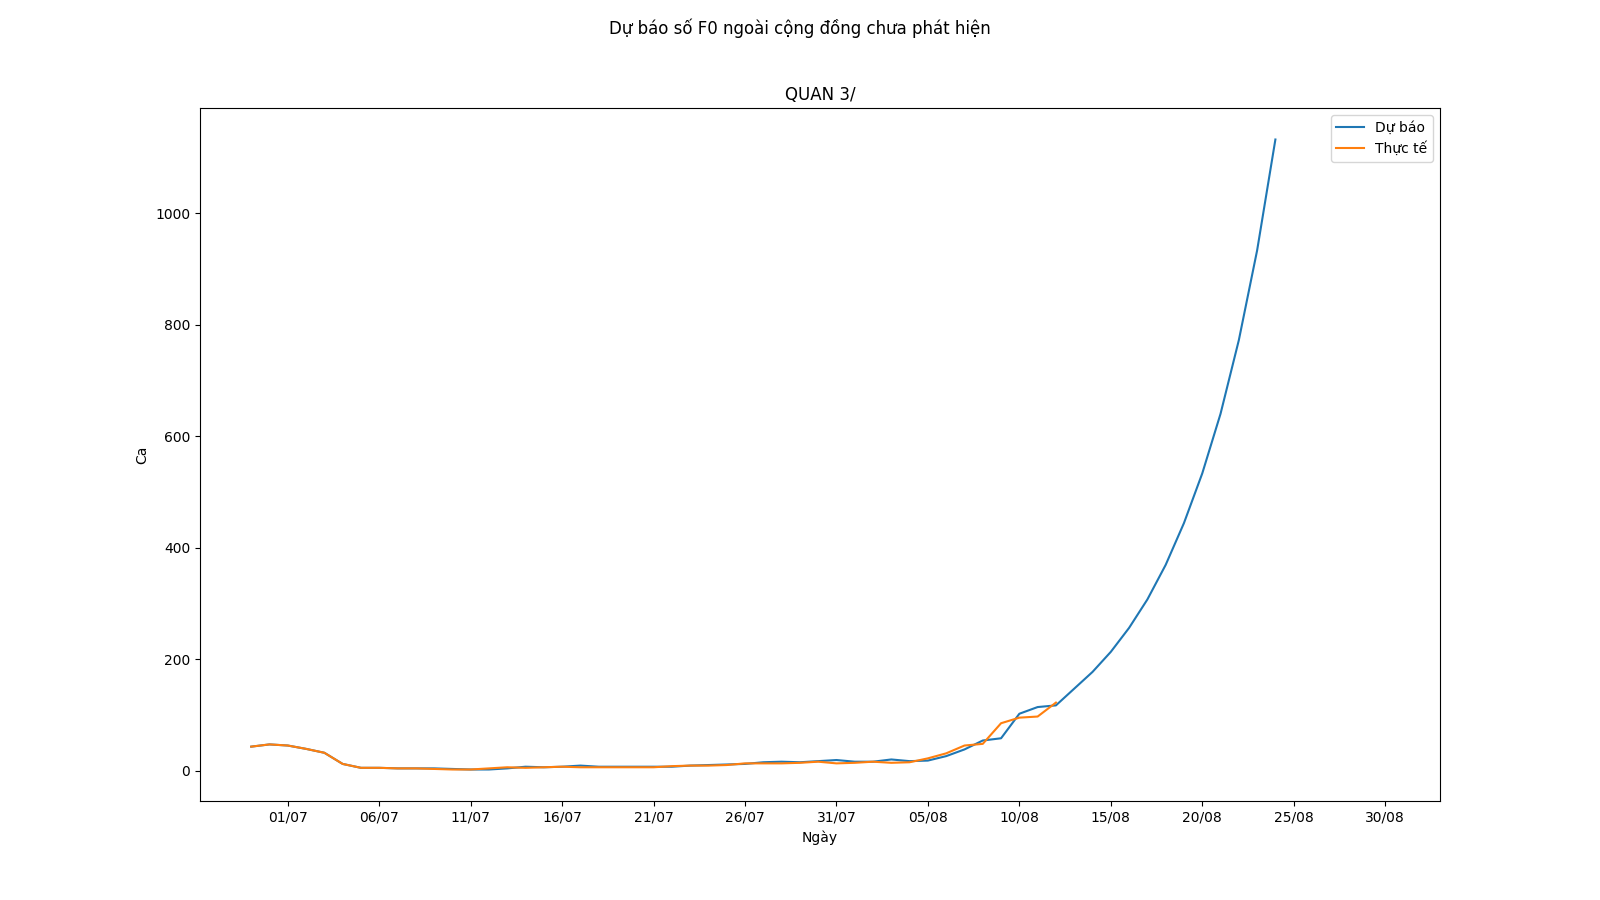 Dự báo số F0 ngoài cộng đồng chưa phát hiện
QUAN 3/
Dự báo
Thực tế
1000
800
600
400
200
0
Ca
01/07 06/07 11/07 16/07 21/07 26/07 31/07 05/08 10/08 15/08 20/08 25/08 30/08
Ngày